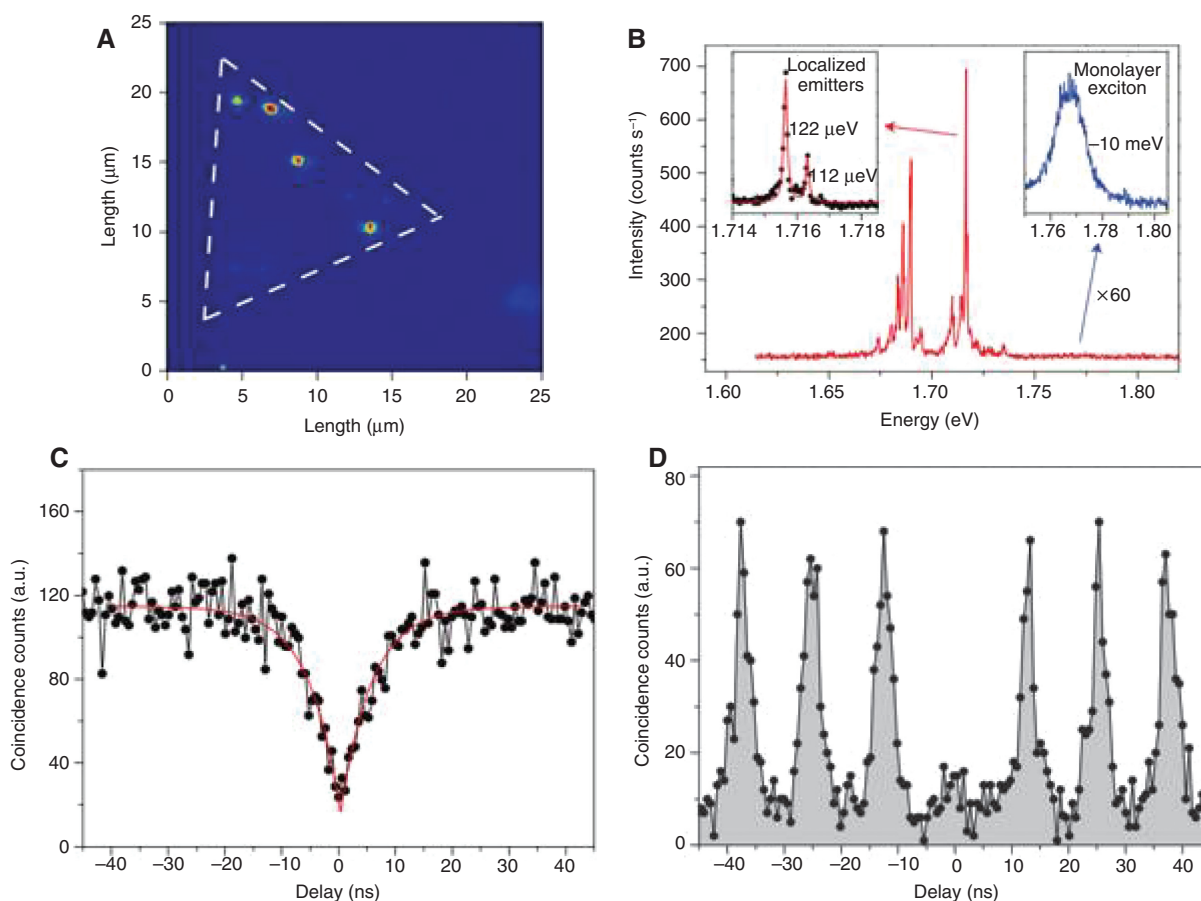 A
25
20
15
10
5
0
Length (μm)
0 5 10 15 20 25
Length (μm)
B
700
600
500
400
300
200
Intensity (counts s⁻¹)
Localized
emitters
122 μeV
112 μeV
1.714 1.716 1.718
Monolayer
exciton
–10 meV
1.76 1.78 1.80
×60
1.60 1.65 1.70 1.75 1.80
Energy (eV)
C
160
120
80
40
0
Coincidence counts (a.u.)
–40 –30 –20 –10 0 10 20 30 40
Delay (ns)
D
80
60
40
20
0
Coincidence counts (a.u.)
–40 –30 –20 –10 0 10 20 30 40
Delay (ns)